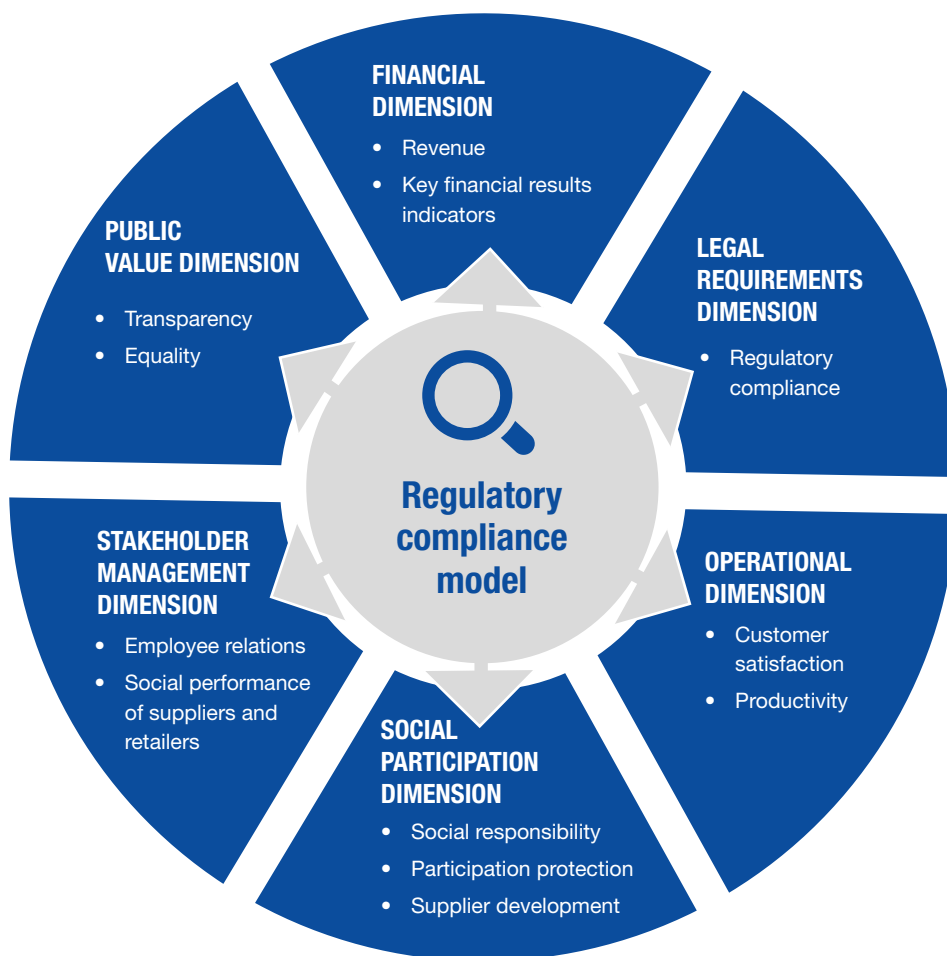 FINANCIAL
DIMENSION
• Revenue
• Key financial results
indicators
LEGAL
REQUIREMENTS
DIMENSION
• Regulatory
compliance
OPERATIONAL
DIMENSION
• Customer
satisfaction
• Productivity
SOCIAL
PARTICIPATION
DIMENSION
• Social responsibility
• Participation protection
• Supplier development
STAKEHOLDER
MANAGEMENT
DIMENSION
• Employee relations
• Social performance
of suppliers and
retailers
PUBLIC
VALUE DIMENSION
• Transparency
• Equality
Regulatory
compliance
model